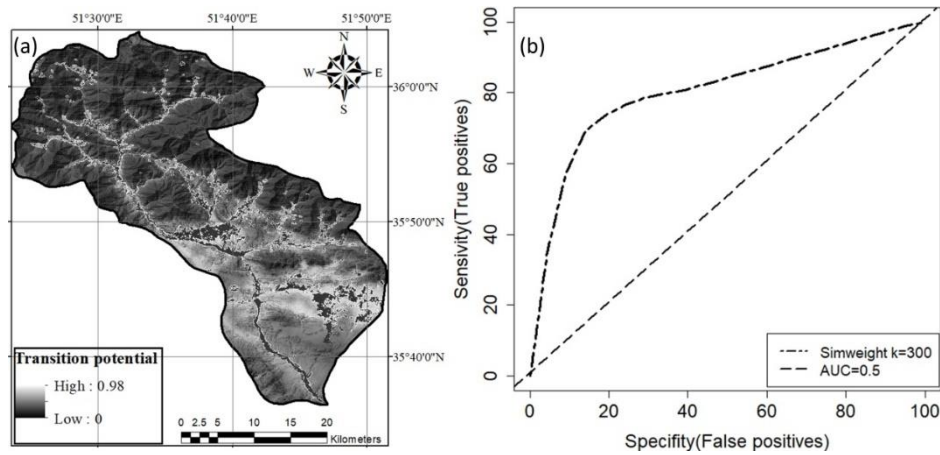 51°30'0"E 51°40'0"E 51°50'0"E
(a)
N
W E
S
36°0'0"N
35°50'0"N
35°40'0"N
Transition potential
High : 0.98
Low : 0
0 2.5 5 10 15 20
Kilometers
(b)
Sensivity(True positives)
100
80
60
40
20
0
Simweight k=300
AUC=0.5
0 20 40 60 80 100
Specifity(False positives)